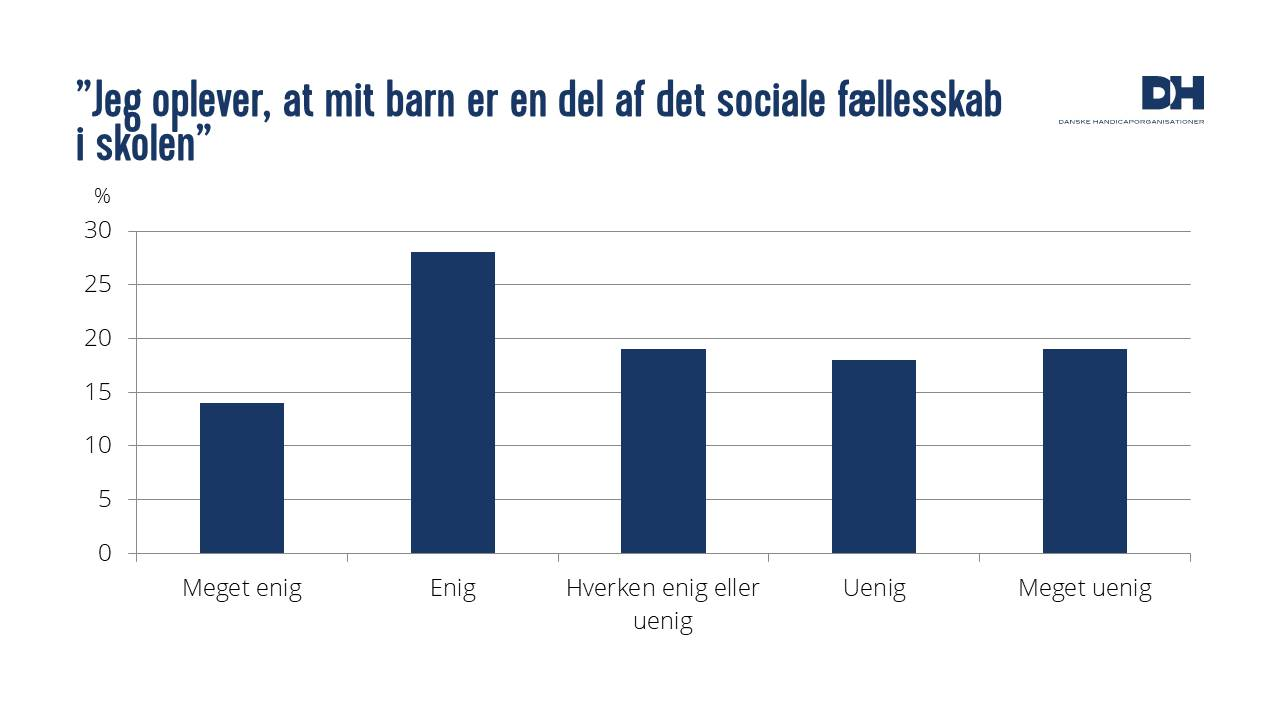 ”Jeg oplever, at mit barn er en del af det sociale fællesskab
i skolen”
DH
DANSKE HANDICAPORGANISATIONER
%
30
25
20
15
10
5
0
Meget enig
Enig
Hverken enig eller
uenig
Uenig
Meget uenig